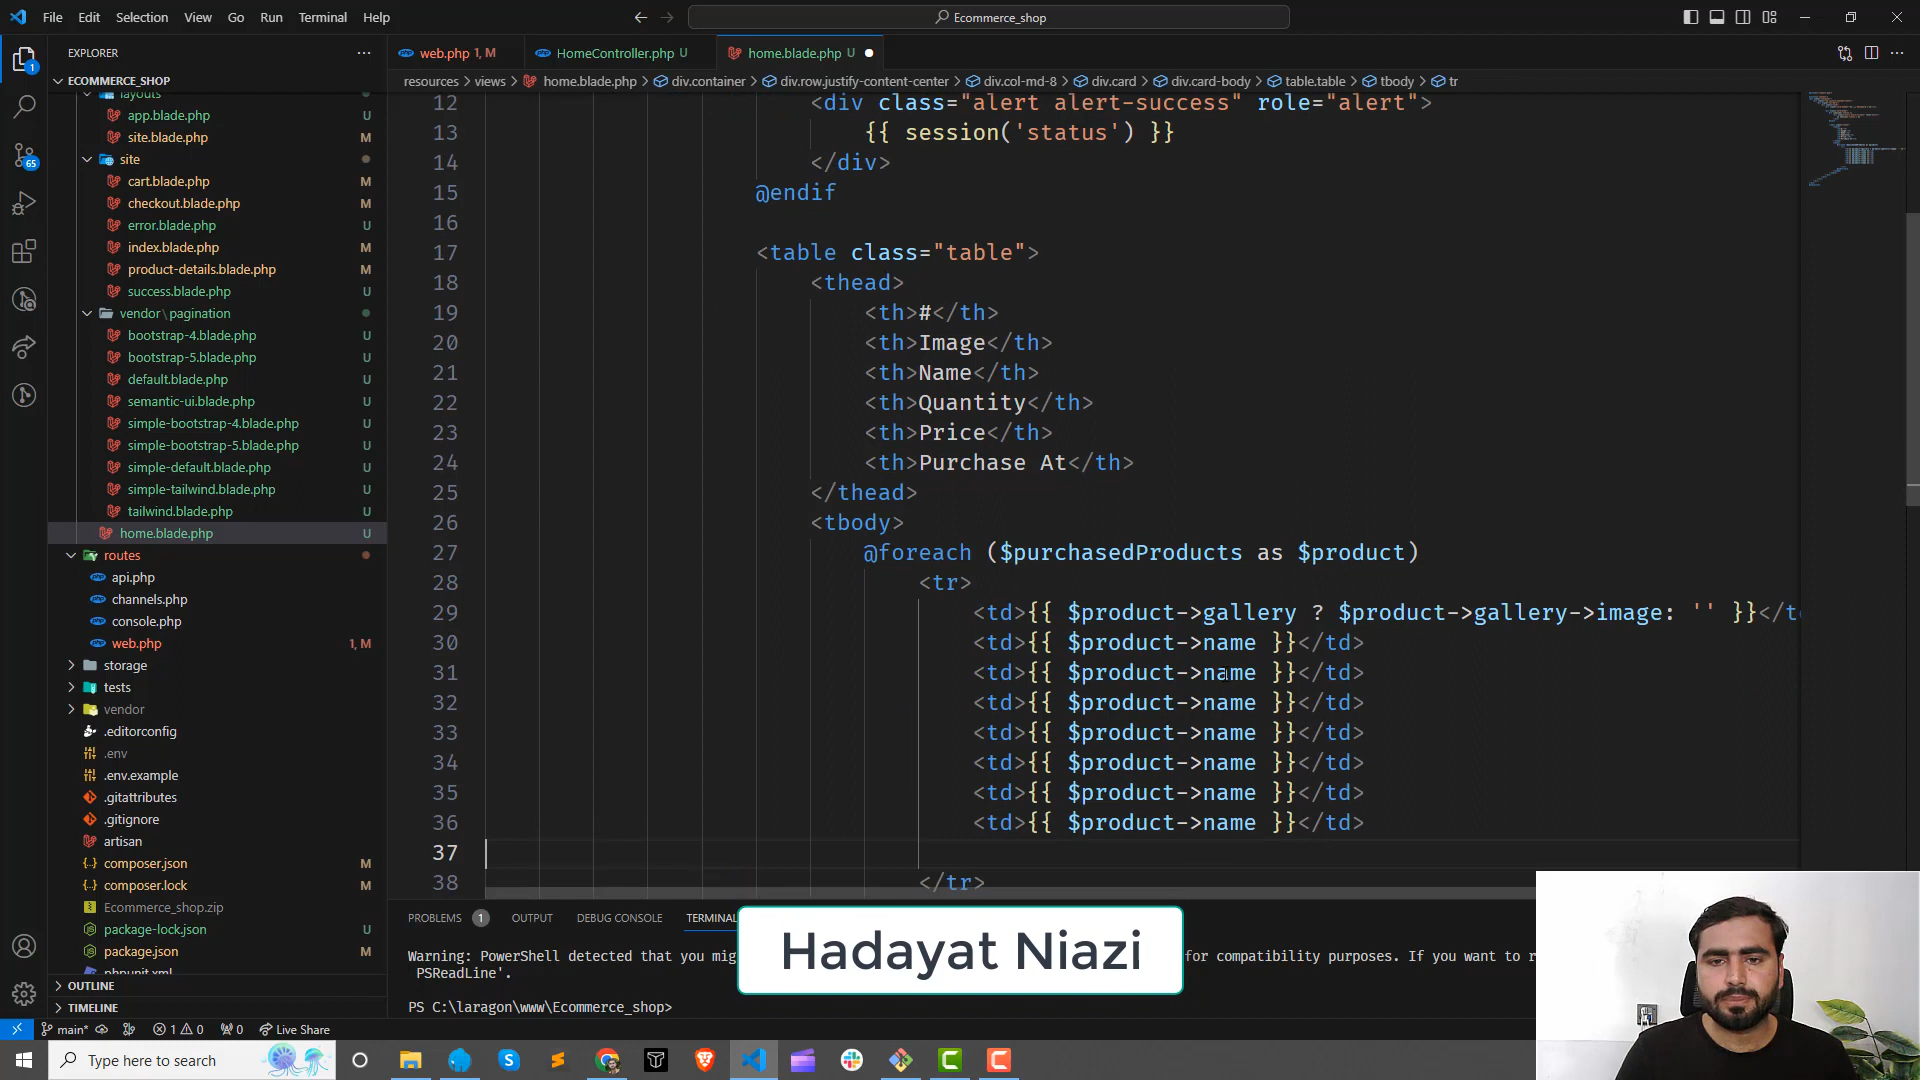 File Edit Selection View Go Run Terminal Help
Ecommerce_shop
EXPLORER
ECOMMERCE_SHOP
layouts
app.blade.php U
site.blade.php M
site
cart.blade.php M
checkout.blade.php M
error.blade.php U
index.blade.php M
product-details.blade.php M
success.blade.php U
vendor\pagination
bootstrap-4.blade.php U
bootstrap-5.blade.php U
default.blade.php U
semantic-ui.blade.php U
simple-bootstrap-4.blade.php U
simple-bootstrap-5.blade.php U
simple-default.blade.php U
simple-tailwind.blade.php U
tailwind.blade.php U
home.blade.php U
routes
api.php
channels.php
console.php
web.php 1, M
storage
tests
vendor
.editorconfig
.env
.env.example
.gitattributes
.gitignore
artisan
composer.json M
composer.lock M
Ecommerce_shop.zip
package-lock.json U
package.json M
phpunit.xml
OUTLINE
TIMELINE
web.php 1, M HomeController.php U home.blade.php U
resources > views > home.blade.php > div.container > div.row.justify-content-center > div.col-md-8 > div.card > div.card-body > table.table > tbody > tr
12 <div class="alert alert-success" role="alert">
13 {{ session('status') }}
14 </div>
15 @endif
16
17 <table class="table">
18 <thead>
19 <th>#</th>
20 <th>Image</th>
21 <th>Name</th>
22 <th>Quantity</th>
23 <th>Price</th>
24 <th>Purchase At</th>
25 </thead>
26 <tbody>
27 @foreach ($purchasedProducts as $product)
28 <tr>
29 <td>{{ $product->gallery ? $product->gallery->image: '' }}</t
30 <td>{{ $product->name }}</td>
31 <td>{{ $product->name }}</td>
32 <td>{{ $product->name }}</td>
33 <td>{{ $product->name }}</td>
34 <td>{{ $product->name }}</td>
35 <td>{{ $product->name }}</td>
36 <td>{{ $product->name }}</td>
37
38 </tr>
PROBLEMS 1 OUTPUT DEBUG CONSOLE TERMINAL
Warning: PowerShell detected that you mig for compatibility purposes. If you want to r
PSReadLine'.
PS C:\laragon\www\Ecommerce_shop>
Hadayat Niazi
main* 1 0 0 Live Share
Type here to search
1
65